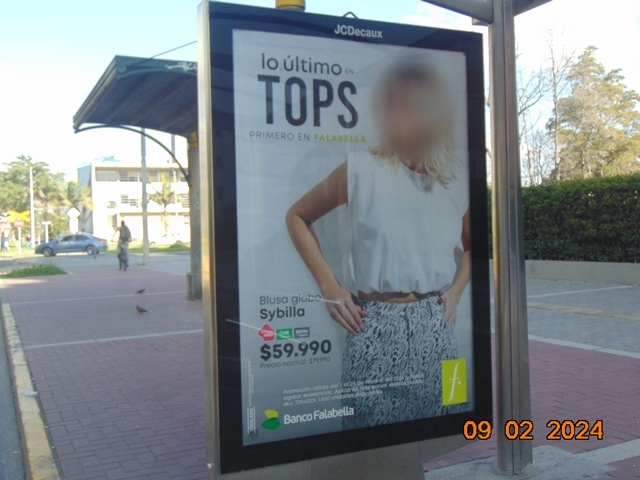 JCDecaux
lo último EN
TOPS
PRIMERO EN FALABELLA
Blusa globo
Sybilla
$59.990
Precio normal: $79.990
Banco Falabella
f.
09 02 2024